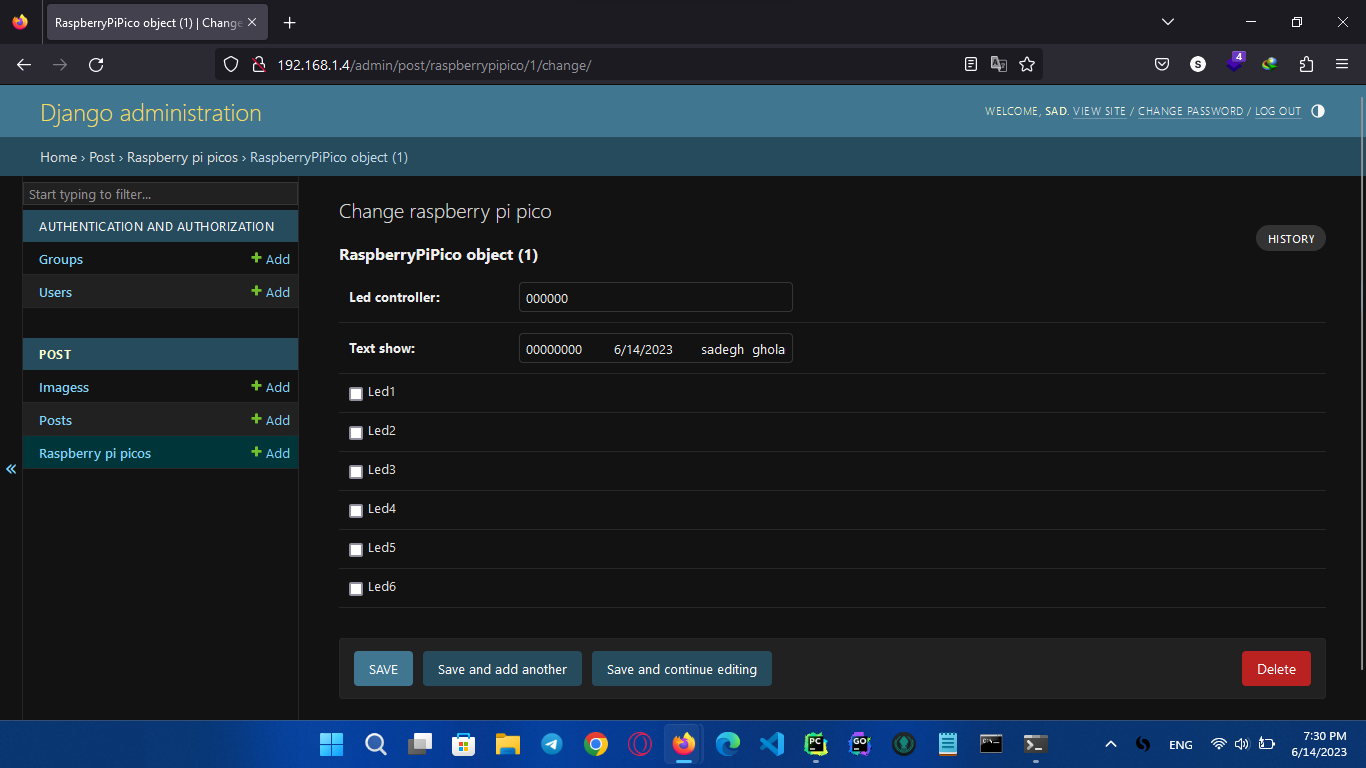 RaspberryPiPico object (1) | Change
192.168.1.4/admin/post/raspberrypipico/1/change/
S
4
Django administration
WELCOME, SAD. VIEW SITE / CHANGE PASSWORD / LOG OUT
Home › Post › Raspberry pi picos › RaspberryPiPico object (1)
Start typing to filter...
AUTHENTICATION AND AUTHORIZATION
Groups + Add
Users + Add
POST
Imagess + Add
Posts + Add
Raspberry pi picos + Add
«
Change raspberry pi pico
HISTORY
RaspberryPiPico object (1)
Led controller: 000000
Text show: 00000000 6/14/2023 sadegh ghola
Led1
Led2
Led3
Led4
Led5
Led6
SAVE Save and add another Save and continue editing Delete
PC GO
ENG
7:30 PM
6/14/2023